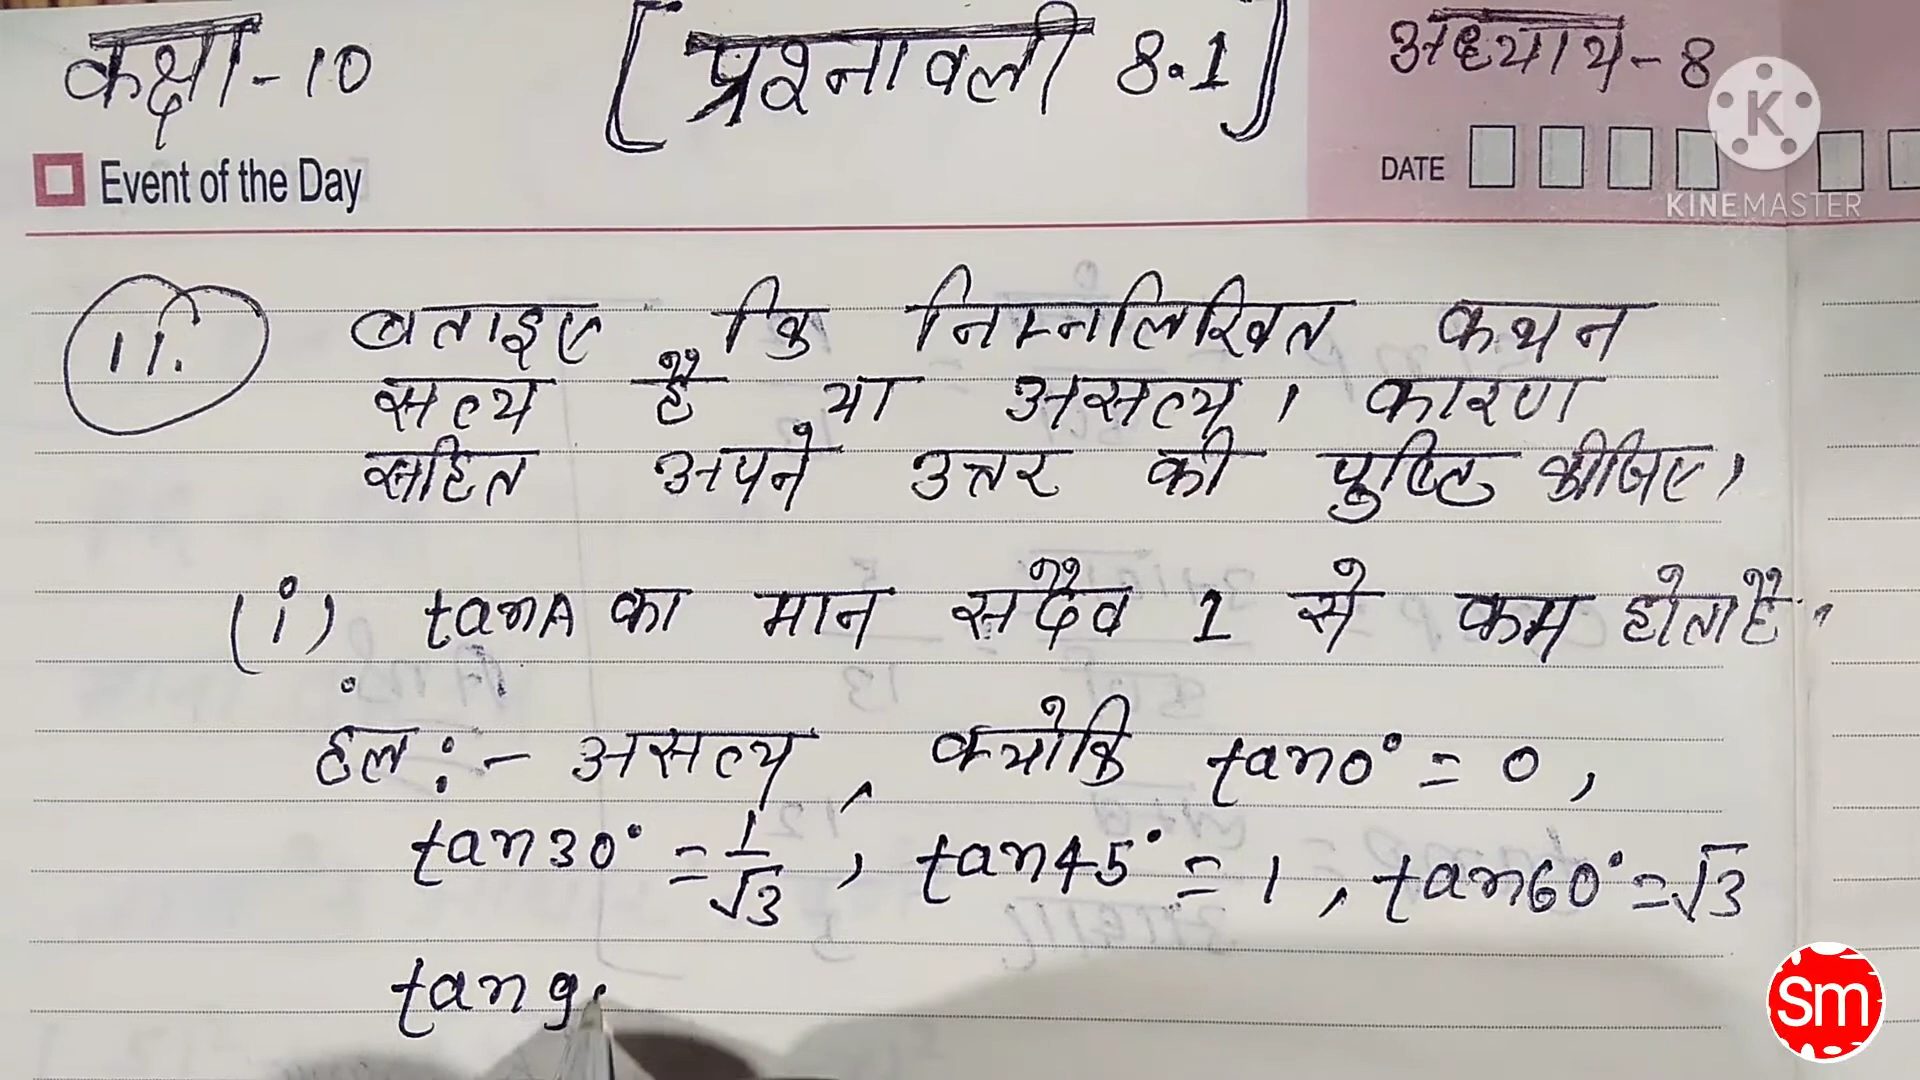 कक्षा-10 [प्रश्नावली 8.1] अध्याय-8
K
Event of the Day DATE
KINEMASTER
11. बताइए कि निम्नलिखित कथन
सत्य हैं या असत्य। कारण
सहित अपने उत्तर की पुष्टि कीजिए।
(i) tanA का मान सदैव 1 से कम होता है।
हल:- असत्य, क्योकि tan0° = 0,
tan30° = 1/√3, tan45° = 1, tan60° = √3
tan9
Sm